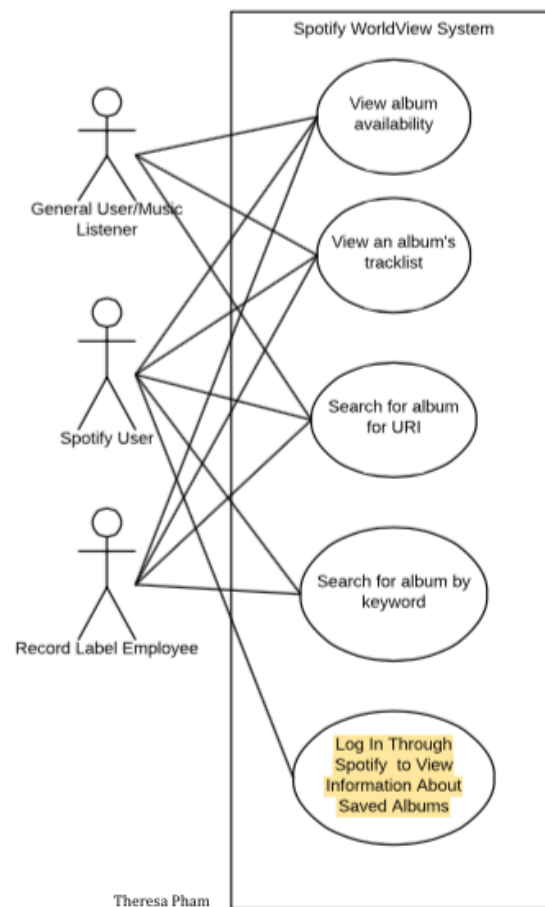 Spotify WorldView System
View album
availability
General User/Music
Listener
View an album's
tracklist
Spotify User
Search for album
for URI
Record Label Employee
Search for album by
keyword
Log In Through
Spotify to View
Information About
Saved Albums
Theresa Pham